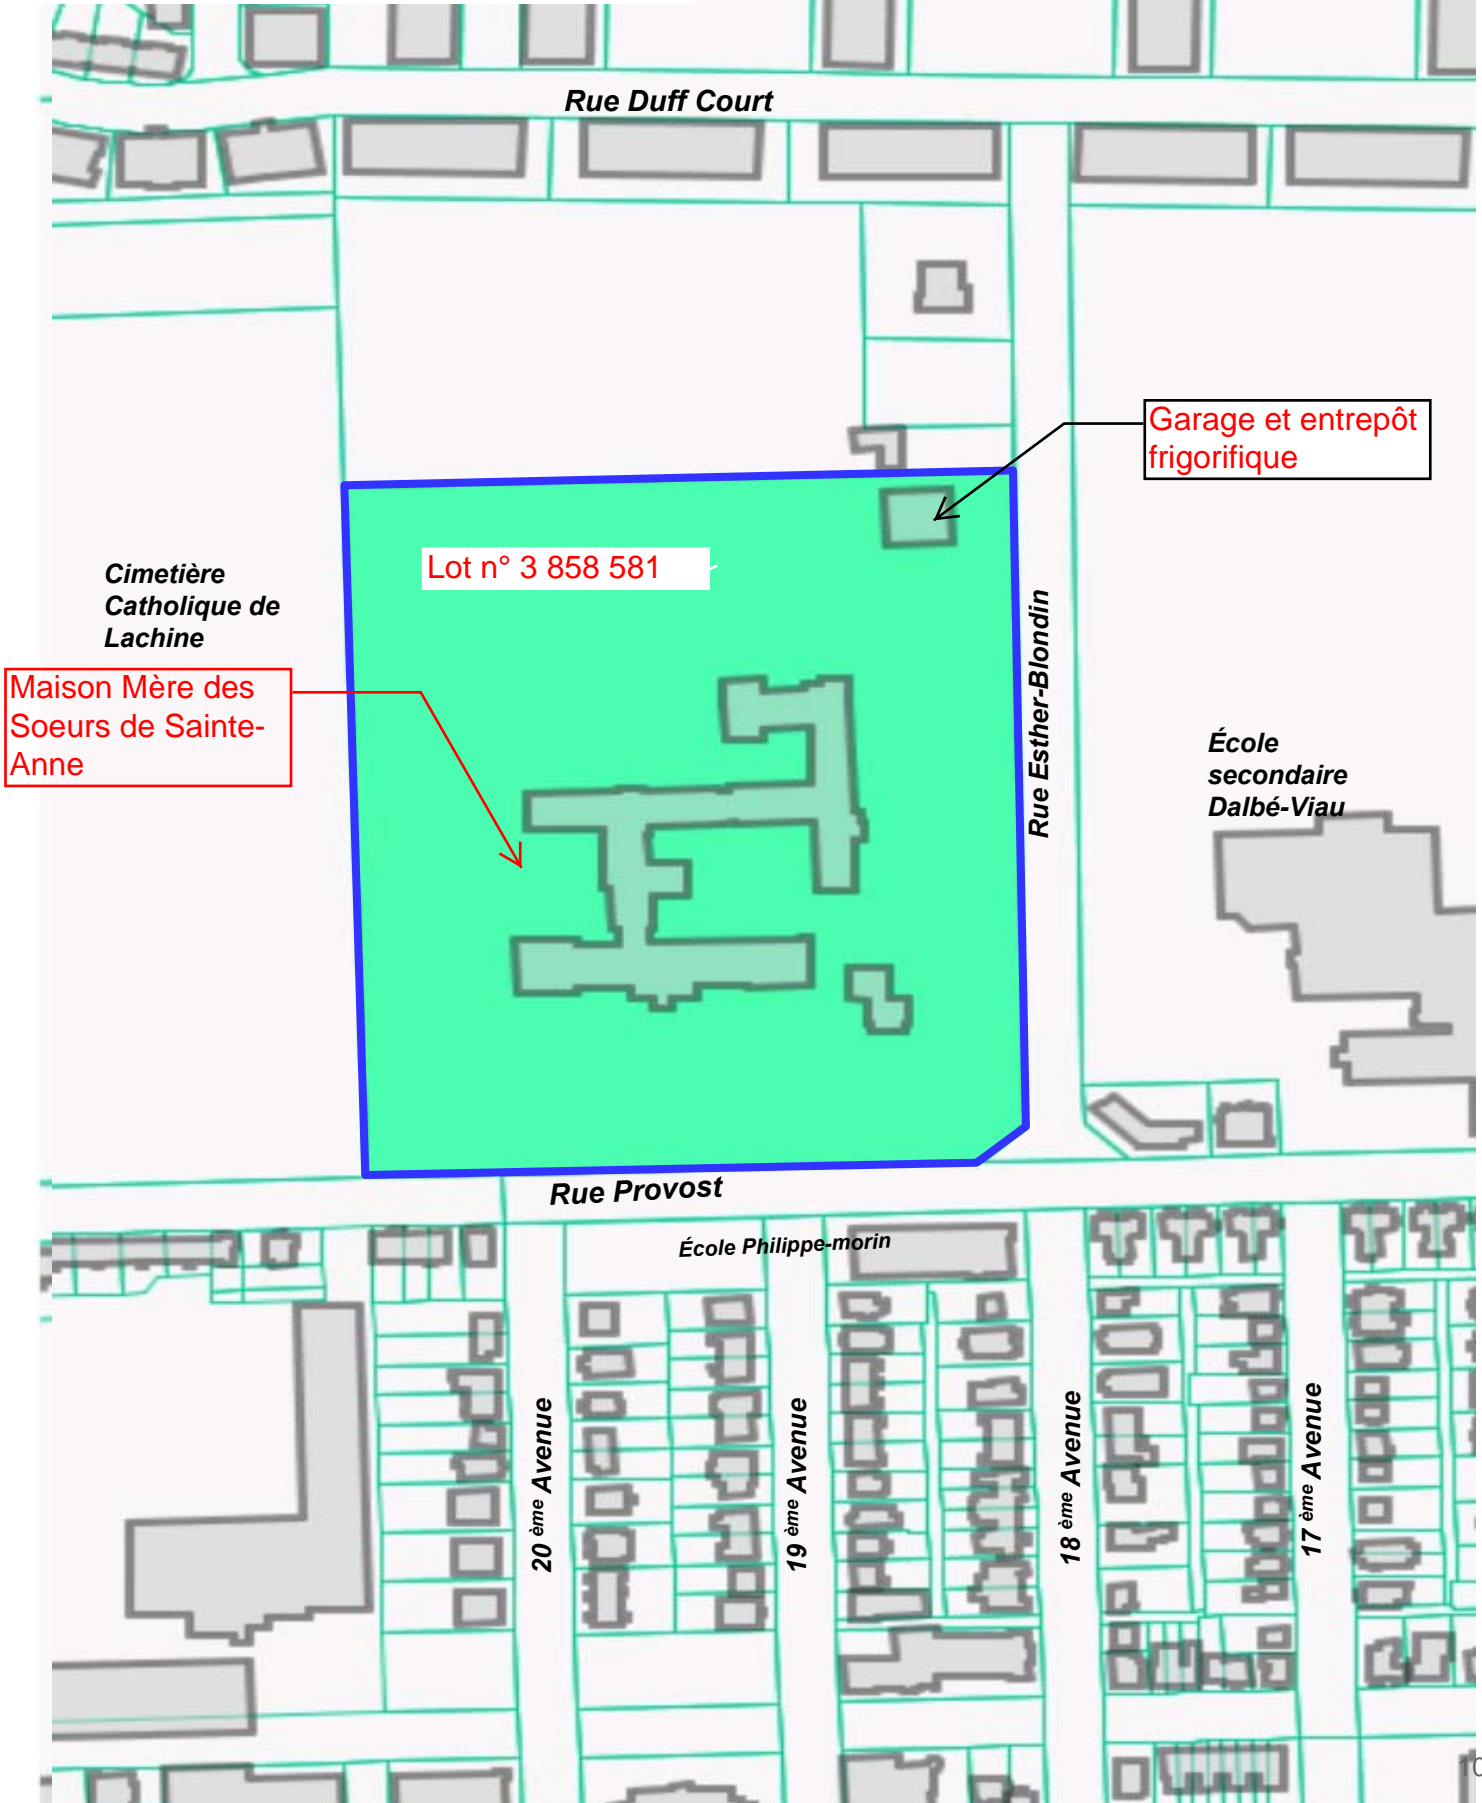 Rue Duff Court
Garage et entrepôt
frigorifique
Lot n° 3 858 581
Cimetière
Catholique de
Lachine
Rue Esther-Blondin
Maison Mère des
Soeurs de Sainte-
Anne
École
secondaire
Dalbé-Viau
Rue Provost
École Philippe-morin
20 ème Avenue
19 ème Avenue
18 ème Avenue
17 ème Avenue